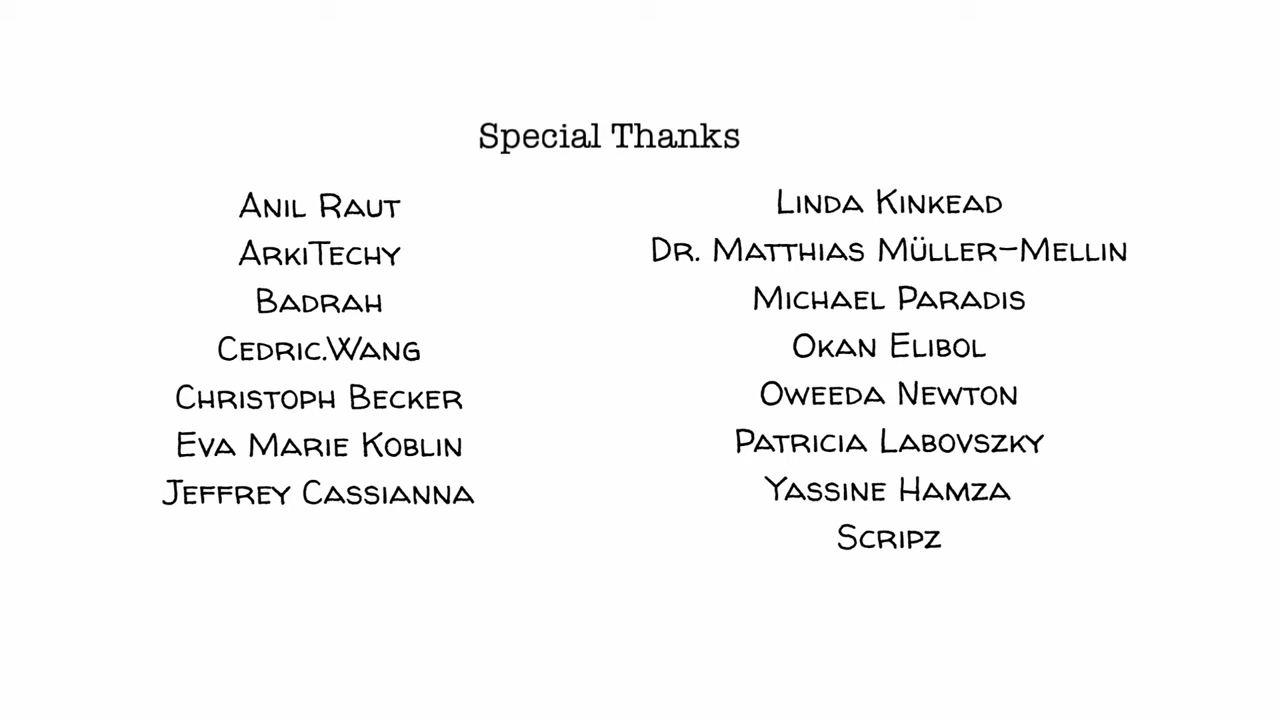 Special Thanks
Anil Raut
ArkiTechy
Badrah
Cedric.Wang
Christoph Becker
Eva Marie Koblin
Jeffrey Cassianna
Linda Kinkead
Dr. Matthias Müller-Mellin
Michael Paradis
Okan Elibol
Oweeda Newton
Patricia Labovszky
Yassine Hamza
Scripz